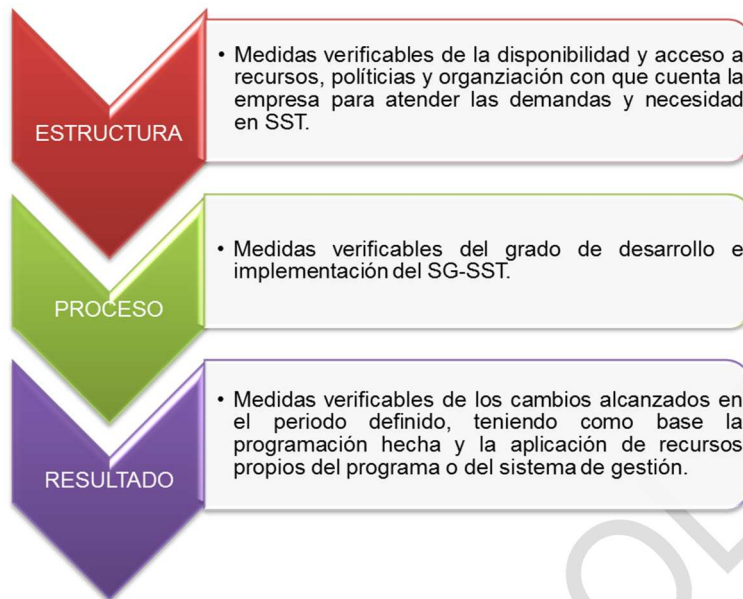 ESTRUCTURA
• Medidas verificables de la disponibilidad y acceso a
recursos, políticias y organziación con que cuenta la
empresa para atender las demandas y necesidad
en SST.
PROCESO
• Medidas verificables del grado de desarrollo e
implementación del SG-SST.
RESULTADO
• Medidas verificables de los cambios alcanzados en
el periodo definido, teniendo como base la
programación hecha y la aplicación de recursos
propios del programa o del sistema de gestión.